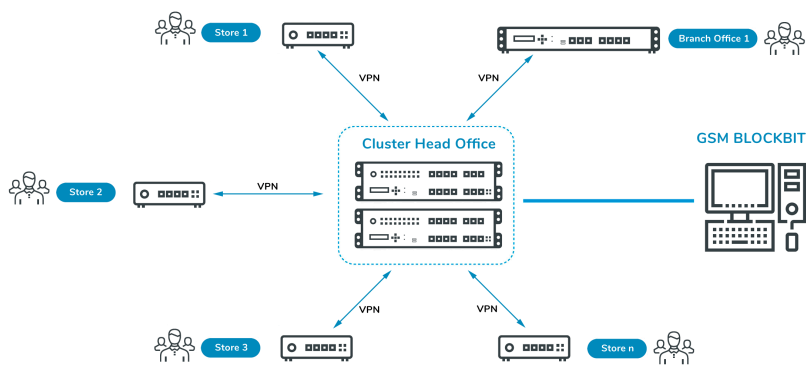 Store 1
Branch Office 1
VPN
VPN
Cluster Head Office
GSM BLOCKBIT
Store 2
VPN
VPN
VPN
Store 3
Store n